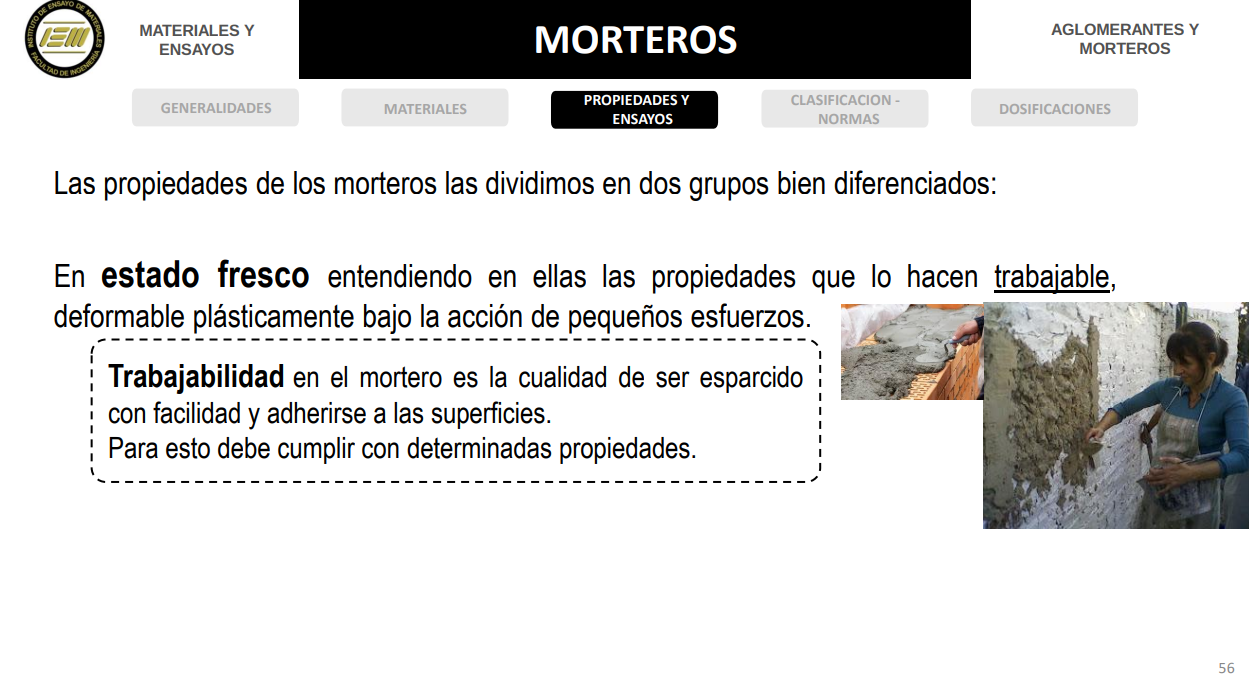 INSTITUTO DE ENSAYO DE MATERIALES
IEM
FACULTAD DE INGENIERIA
MATERIALES Y
ENSAYOS
MORTEROS
AGLOMERANTES Y
MORTEROS
GENERALIDADES
MATERIALES
PROPIEDADES Y
ENSAYOS
CLASIFICACION -
NORMAS
DOSIFICACIONES
Las propiedades de los morteros las dividimos en dos grupos bien diferenciados:
En estado fresco entendiendo en ellas las propiedades que lo hacen trabajable,
deformable plásticamente bajo la acción de pequeños esfuerzos.
Trabajabilidad en el mortero es la cualidad de ser esparcido
con facilidad y adherirse a las superficies.
Para esto debe cumplir con determinadas propiedades.
56